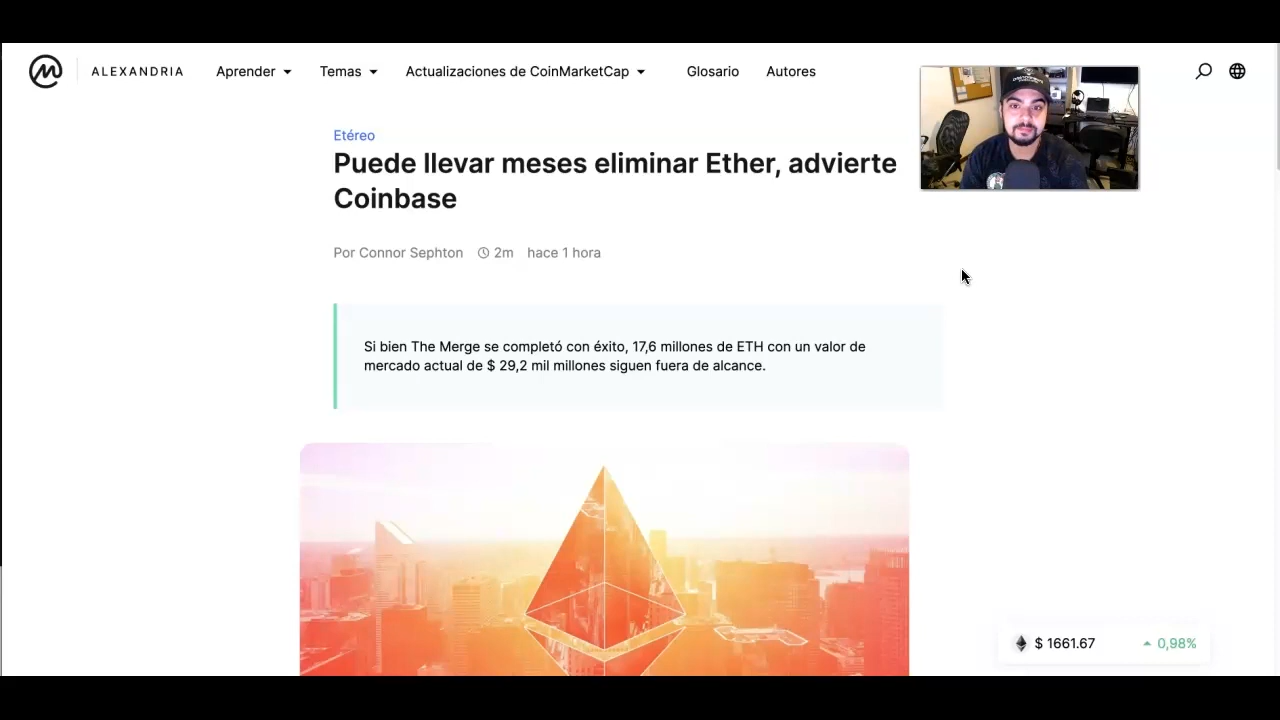 ALEXANDRIA Aprender Temas Actualizaciones de CoinMarketCap Glosario Autores
Etéreo
Puede llevar meses eliminar Ether, advierte
Coinbase
Por Connor Sephton 2m hace 1 hora
Si bien The Merge se completó con éxito, 17,6 millones de ETH con un valor de
mercado actual de $ 29,2 mil millones siguen fuera de alcance.
$ 1661.67 0,98%